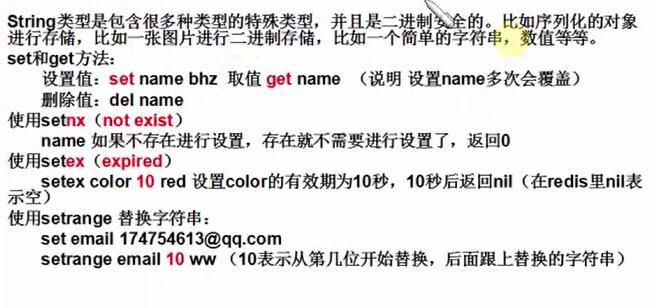 String类型是包含很多种类型的特殊类型，并且是二进制安全的。比如序列化的对象
进行存储，比如一张图片进行二进制存储，比如一个简单的字符串，数值等等。
set和get方法：
设置值：set name bhz 取值 get name （说明 设置name多次会覆盖）
删除值：del name
使用setnx（not exist）
name 如果不存在进行设置，存在就不需要进行设置了，返回0
使用setex（expired）
setex color 10 red 设置color的有效期为10秒，10秒后返回nil（在redis里nil表
示空）
使用setrange 替换字符串：
set email 174754613@qq.com
setrange email 10 ww （10表示从第几位开始替换，后面跟上替换的字符串）